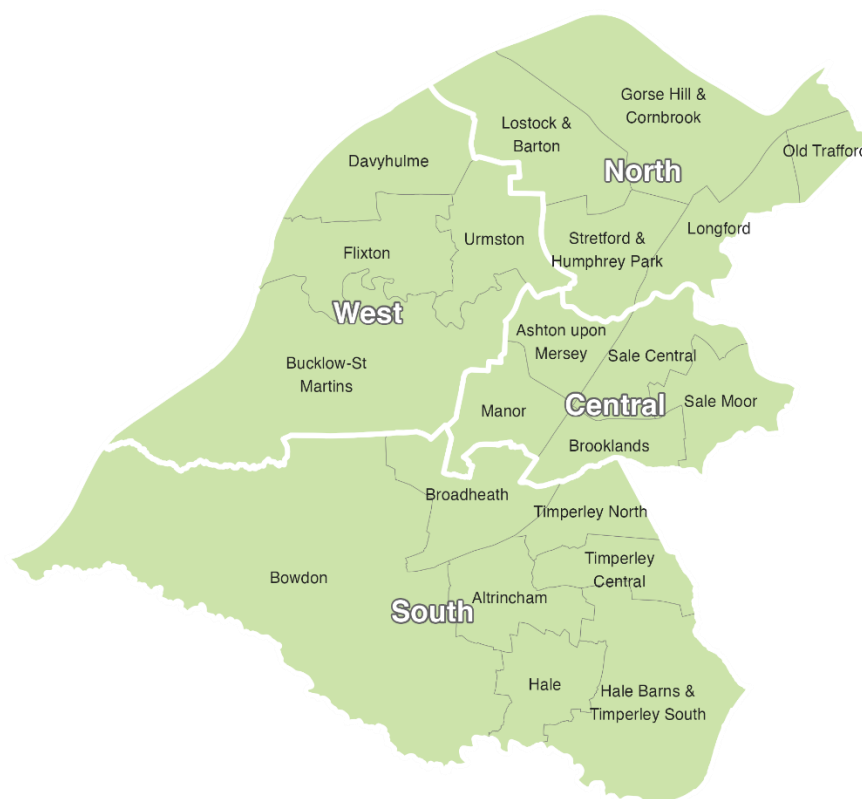 Gorse Hill &
Cornbrook
Lostock &
Barton
Old Trafford
Davyhulme
North
Longford
Urmston
Stretford &
Humphrey Park
Flixton
West
Ashton upon
Mersey
Sale Central
Bucklow-St
Martins
Sale Moor
Central
Manor
Brooklands
Broadheath
Timperley North
Timperley
Central
Bowdon
Altrincham
South
Hale
Hale Barns &
Timperley South